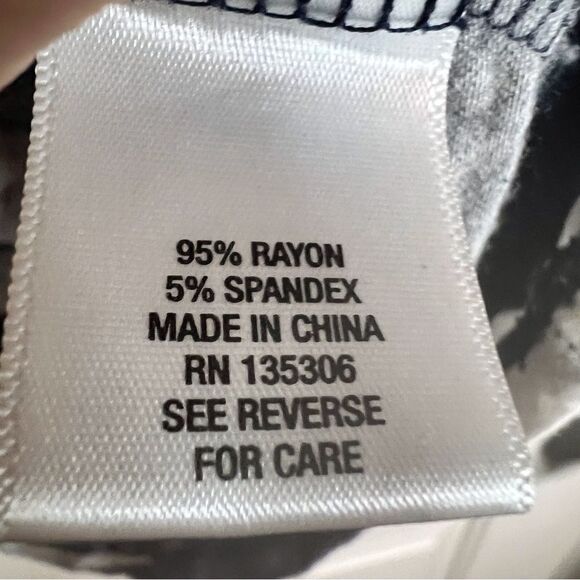 95% RAYON
5% SPANDEX
MADE IN CHINA
RN 135306
SEE REVERSE
FOR CARE